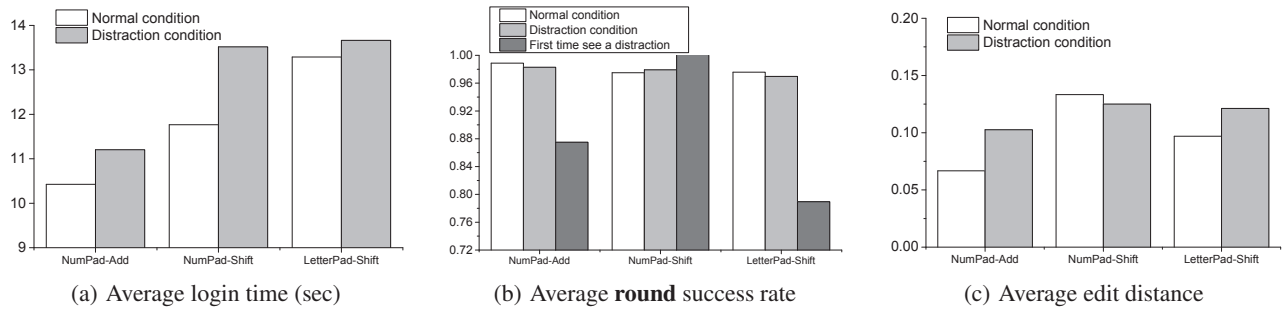 14
13
12
11
10
9
Normal condition
Distraction condition
NumPad-Add NumPad-Shift LetterPad-Shift
(a) Average login time (sec)
Normal condition
Distraction condition
First time see a distraction
1.00
0.96
0.92
0.88
0.84
0.80
0.76
0.72
NumPad-Add NumPad-Shift LetterPad-Shift
(b) Average round success rate
0.20
0.15
0.10
0.05
0.00
Normal condition
Distraction condition
NumPad-Add NumPad-Shift LetterPad-Shift
(c) Average edit distance